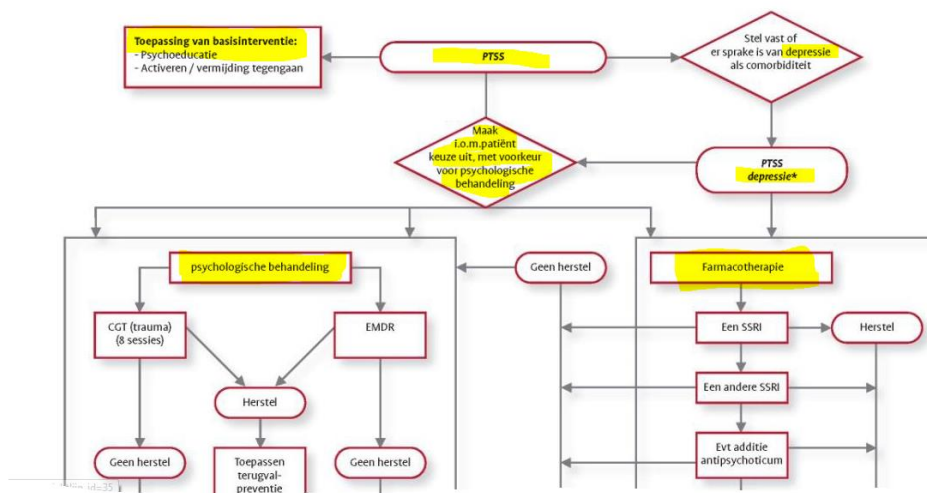 Toepassing van basisinterventie:
- Psychoeducatie
- Activeren / vermijding tegengaan
PTSS
Stel vast of
er sprake is van depressie
als comorbiditeit
Maak
i.o.m.patiënt
keuze uit, met voorkeur
voor psychologische
behandeling
PTSS
depressie*
psychologische behandeling
Geen herstel
Farmacotherapie
CGT (trauma)
(8 sessies)
EMDR
Een SSRI
Herstel
Herstel
Een andere SSRI
Geen herstel
Toepassen
terugval-
preventie
Geen herstel
Evt additie
antipsychoticum